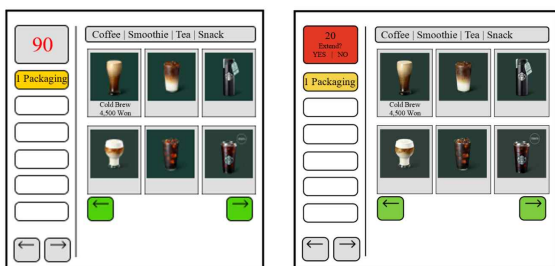 90
Coffee | Smoothie | Tea | Snack
1 Packaging
Cold Brew
4,500 Won
← →
← →
20
Extend?
YES | NO
Coffee | Smoothie | Tea | Snack
1 Packaging
Cold Brew
4,500 Won
← →
← →